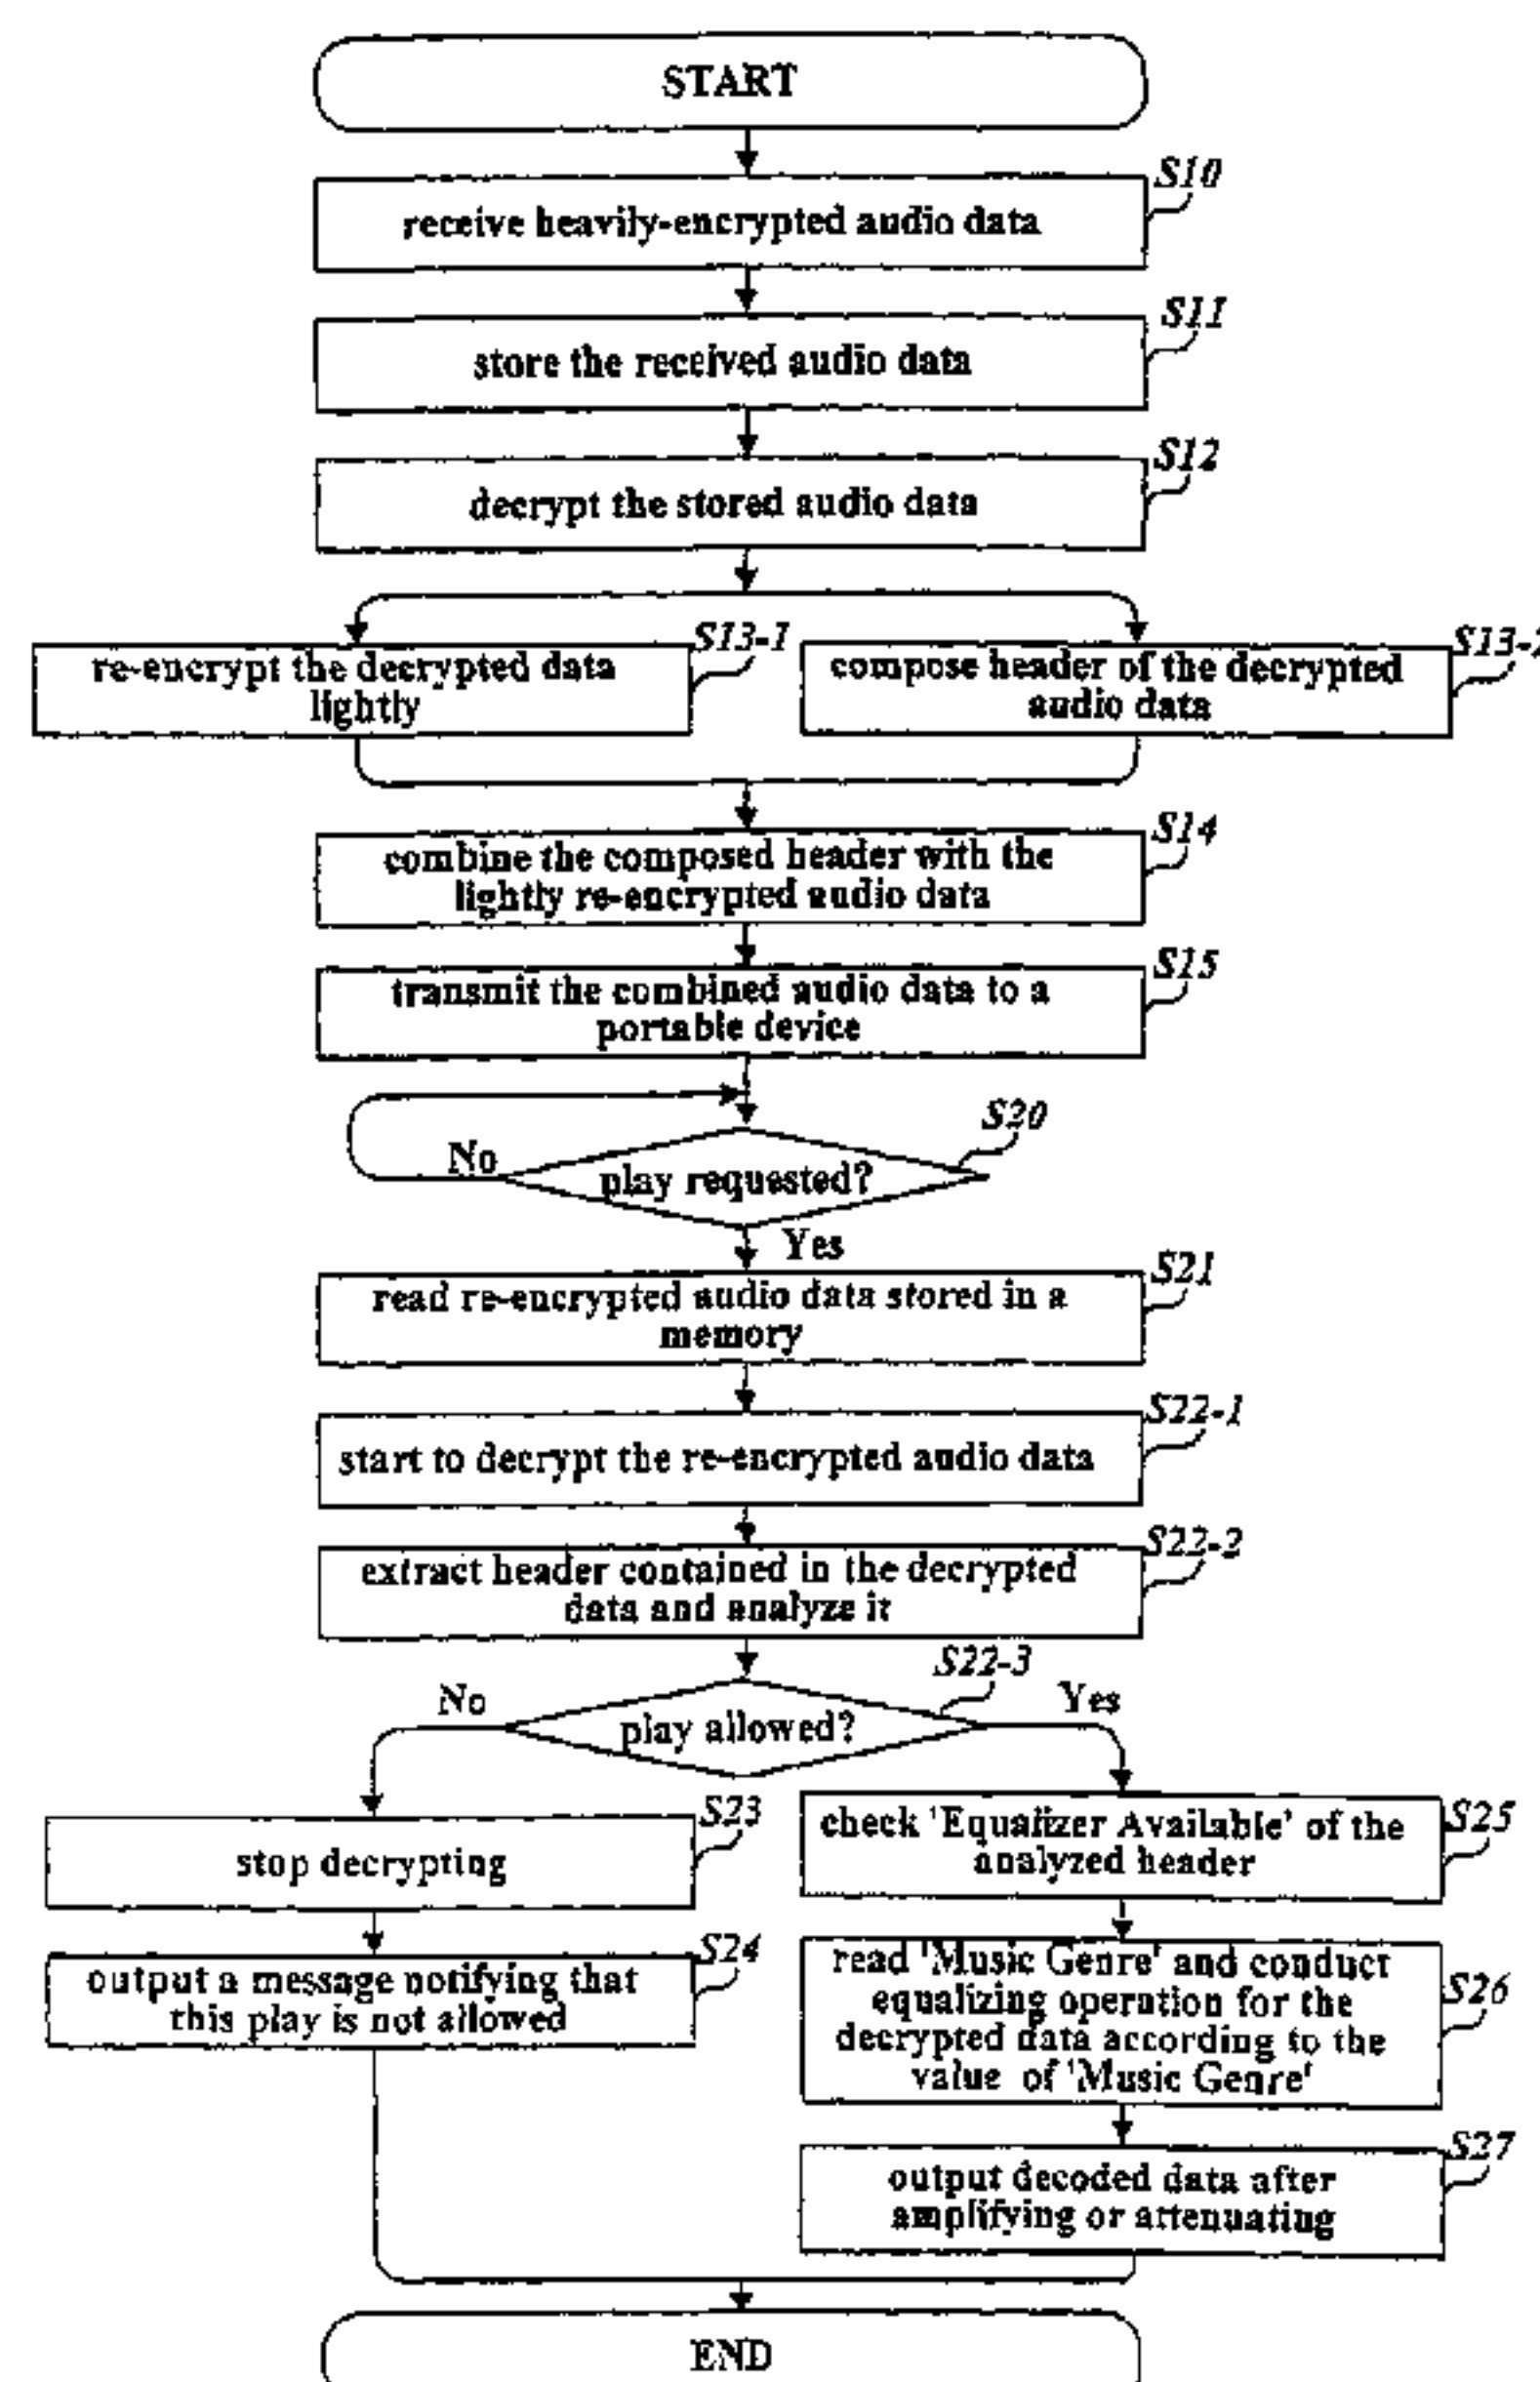 START
S10
receive heavily-encrypted audio data
S11
store the received audio data
S12
decrypt the stored audio data
S13-1
re-encrypt the decrypted data
lightly
S13-2
compose header of the decrypted
audio data
S14
combine the composed header with the
lightly re-encrypted audio data
S15
transmit the combined audio data to a
portable device
S20
No
play requested?
Yes
S21
read re-encrypted audio data stored in a
memory
S22-1
start to decrypt the re-encrypted audio data
S22-2
extract header contained in the decrypted
data and analyze it
S22-3
No
Yes
play allowed?
S23
stop decrypting
S24
output a message notifying that
this play is not allowed
S25
check 'Equalizer Available' of the
analyzed header
S26
read 'Music Genre' and conduct
equalizing operation for the
decrypted data according to the
value of 'Music Genre'
S27
output decoded data after
amplifying or attenuating
END